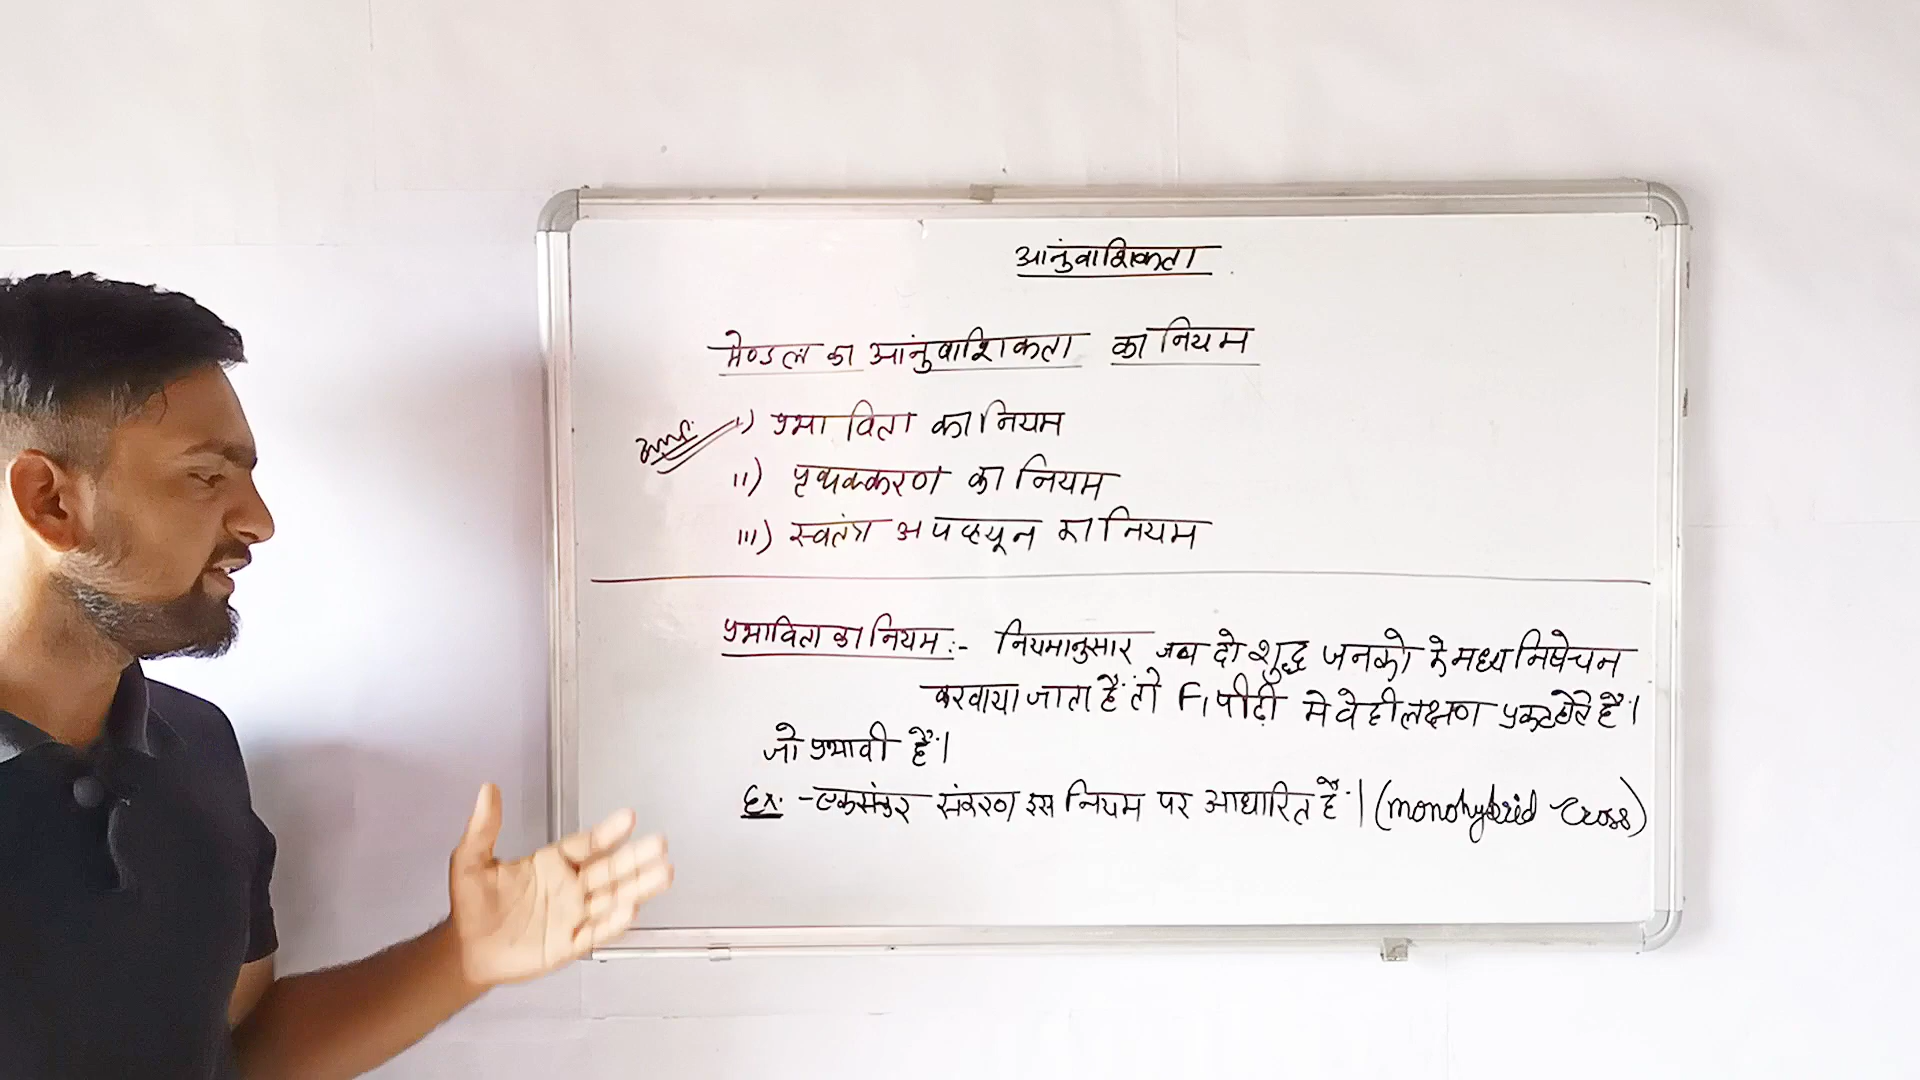 आनुंवाशिकता
मेण्डल का आंनुवाशिकता का नियम
Imp. i) प्रभाविता का नियम
ii) पृथक्करण का नियम
iii) स्वतंत्र अपव्यूहन का नियम
प्रभाविता का नियम :- नियमानुसार जब दो शुद्ध जनको के मध्य निषेचन
करवाया जाता हैं तो F1 पीढ़ी मे वे ही लक्षण प्रकट होते हैं।
जो प्रभावी हैं।
Ex. - एकसंकर संकरण इस नियम पर आधारित हैं। (monohybrid cross)